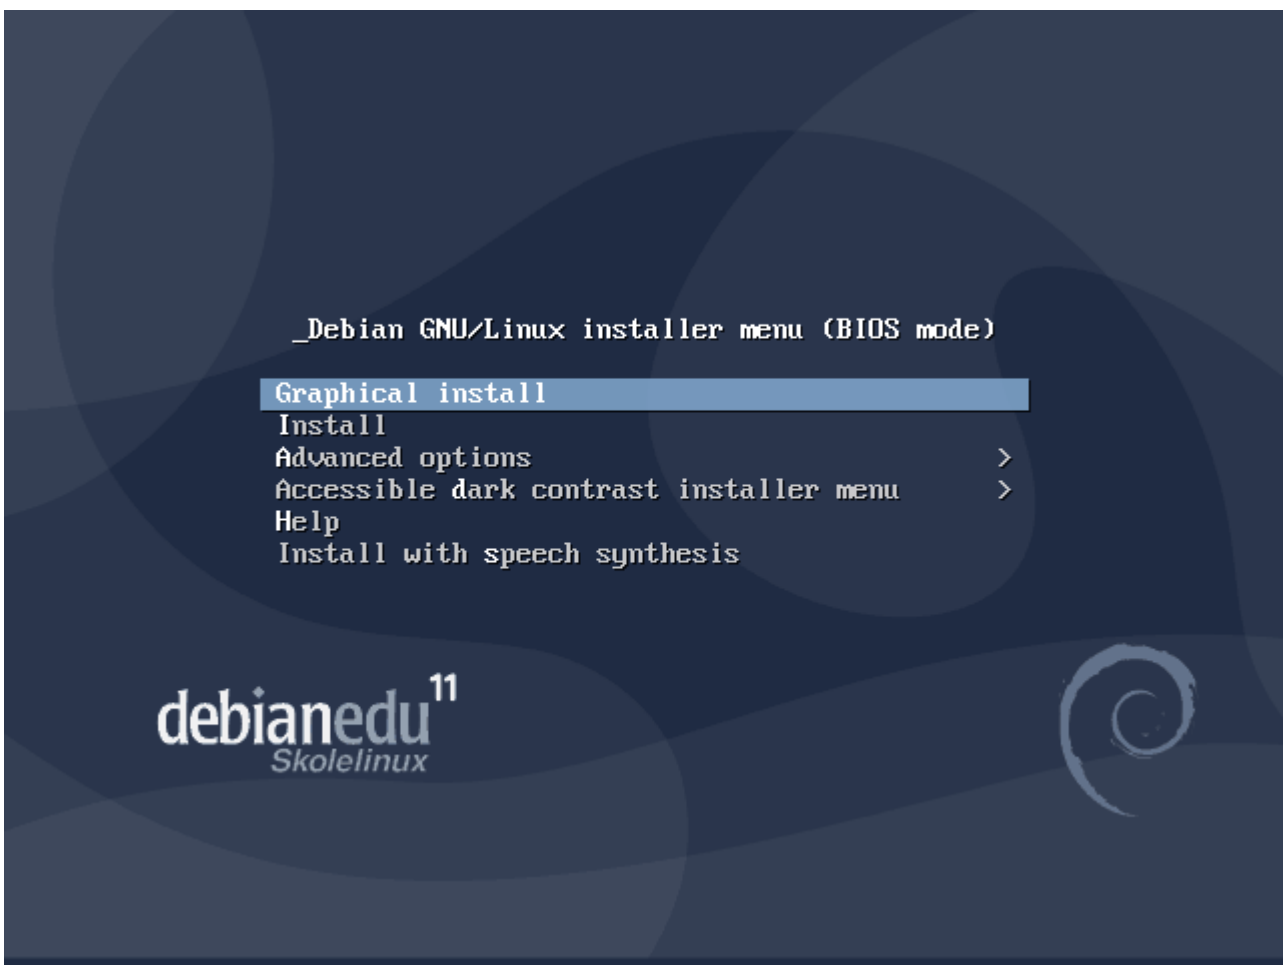 _Debian GNU/Linux installer menu (BIOS mode)
Graphical install
Install
Advanced options >
Accessible dark contrast installer menu >
Help
Install with speech synthesis
debianedu 11
Skolelinux